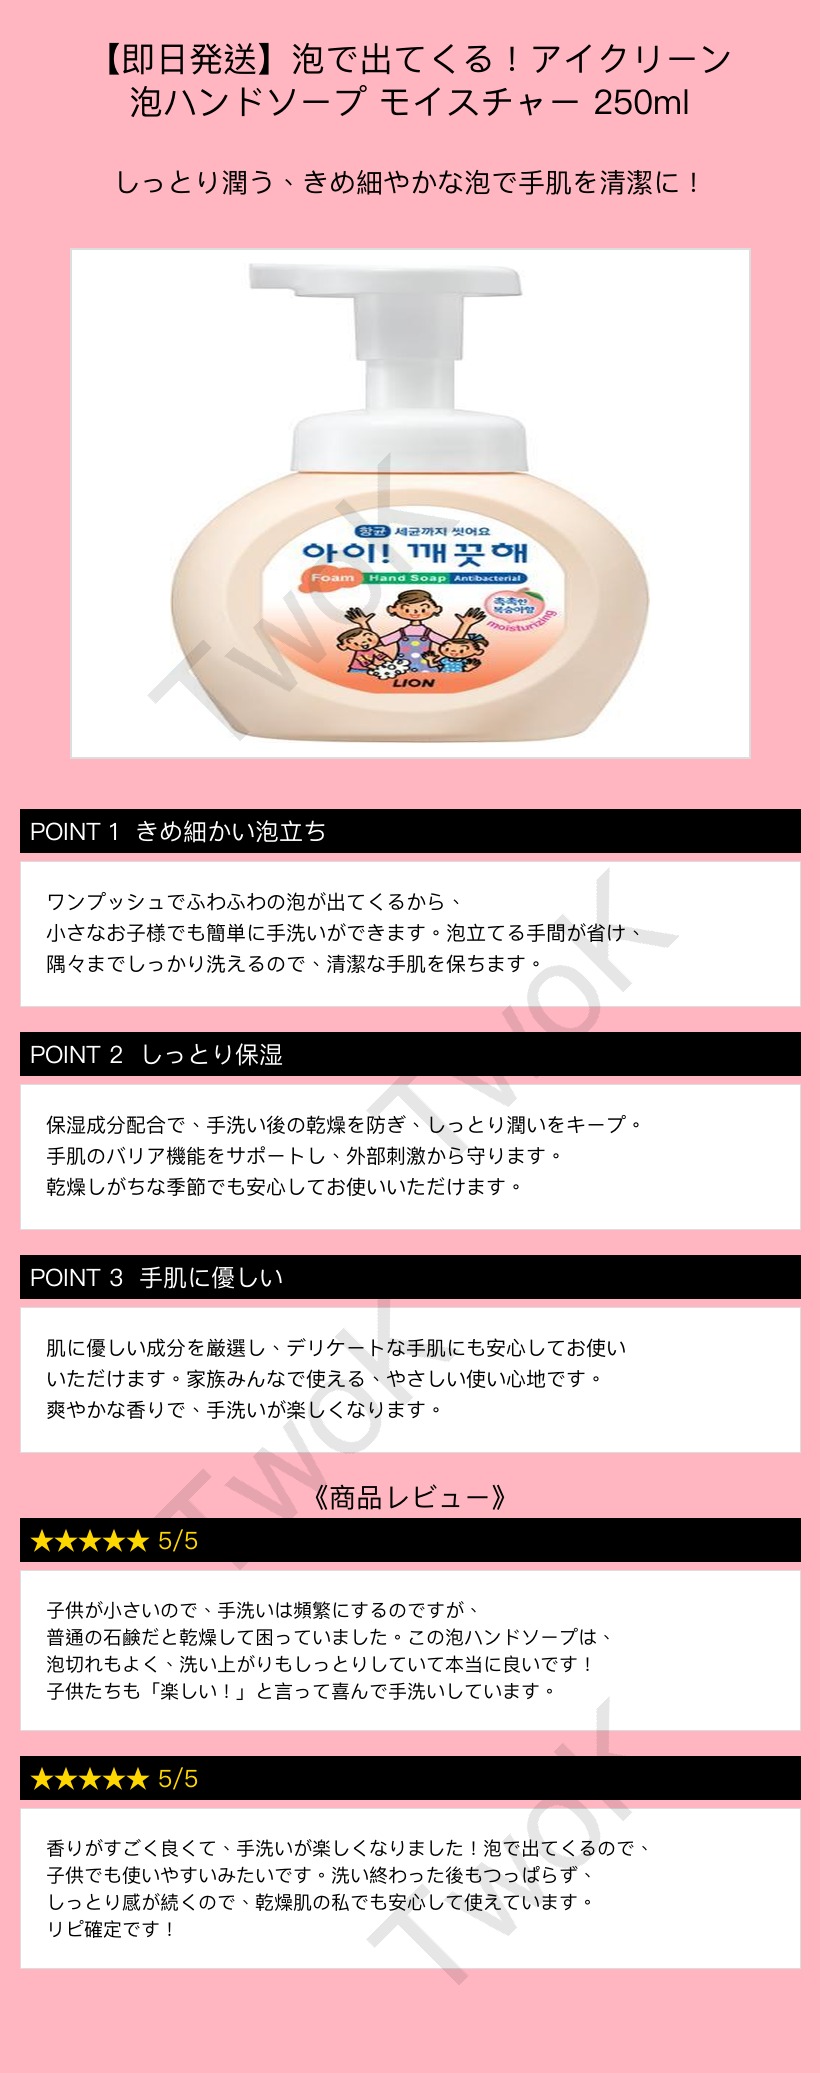 【即日発送】泡で出てくる！アイクリーン
泡ハンドソープ モイスチャー 250ml
しっとり潤う、きめ細やかな泡で手肌を清潔に！
항균 세균까지 씻어요
아이! 깨끗해
Foam Hand Soap Antibacterial
촉촉한
복숭아향
moisturizing
LION
TwoK
POINT 1 きめ細かい泡立ち
ワンプッシュでふわふわの泡が出てくるから、
小さなお子様でも簡単に手洗いができます。泡立てる手間が省け、
隅々までしっかり洗えるので、清潔な手肌を保ちます。
TwoK
POINT 2 しっとり保湿
保湿成分配合で、手洗い後の乾燥を防ぎ、しっとり潤いをキープ。
手肌のバリア機能をサポートし、外部刺激から守ります。
乾燥しがちな季節でも安心してお使いいただけます。
POINT 3 手肌に優しい
肌に優しい成分を厳選し、デリケートな手肌にも安心してお使い
いただけます。家族みんなで使える、やさしい使い心地です。
爽やかな香りで、手洗いが楽しくなります。
TwoK
《商品レビュー》
★★★★★ 5/5
子供が小さいので、手洗いは頻繁にするのですが、
普通の石鹸だと乾燥して困っていました。この泡ハンドソープは、
泡切れもよく、洗い上がりもしっとりしていて本当に良いです！
子供たちも「楽しい！」と言って喜んで手洗いしています。
★★★★★ 5/5
香りがすごく良くて、手洗いが楽しくなりました！泡で出てくるので、
子供でも使いやすいみたいです。洗い終わった後もつっぱらず、
しっとり感が続くので、乾燥肌の私でも安心して使えています。
リピ確定です！
TwoK